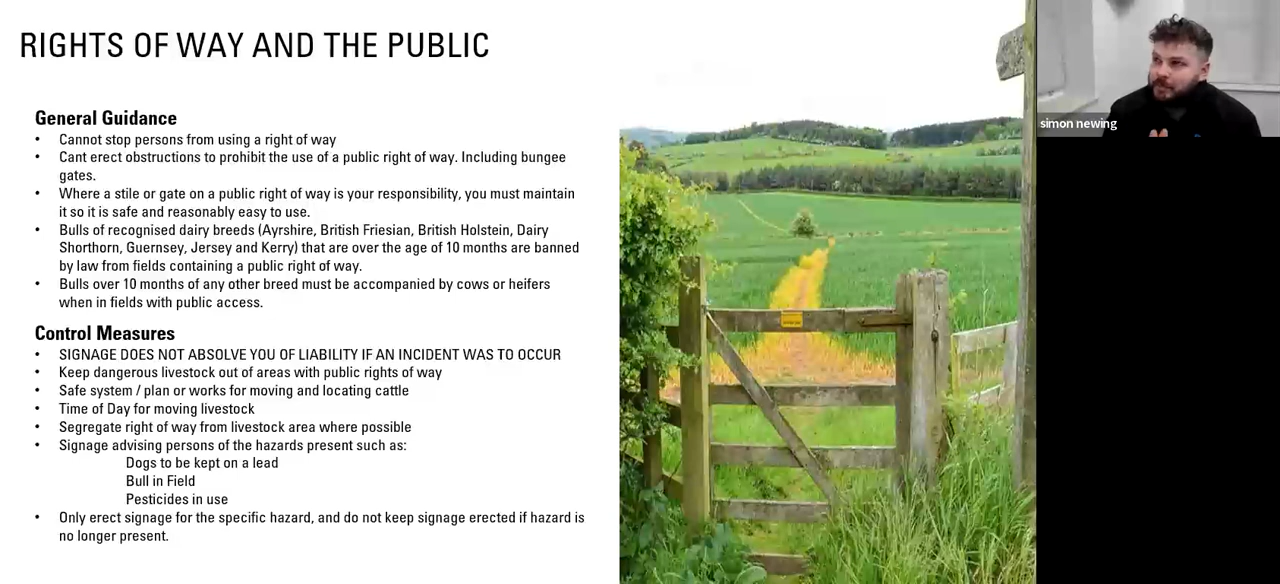 RIGHTS OF WAY AND THE PUBLIC
simon newing
General Guidance
• Cannot stop persons from using a right of way
• Cant erect obstructions to prohibit the use of a public right of way. Including bungee
gates.
• Where a stile or gate on a public right of way is your responsibility, you must maintain
it so it is safe and reasonably easy to use.
• Bulls of recognised dairy breeds (Ayrshire, British Friesian, British Holstein, Dairy
Shorthorn, Guernsey, Jersey and Kerry) that are over the age of 10 months are banned
by law from fields containing a public right of way.
• Bulls over 10 months of any other breed must be accompanied by cows or heifers
when in fields with public access.
Control Measures
• SIGNAGE DOES NOT ABSOLVE YOU OF LIABILITY IF AN INCIDENT WAS TO OCCUR
• Keep dangerous livestock out of areas with public rights of way
• Safe system / plan or works for moving and locating cattle
• Time of Day for moving livestock
• Segregate right of way from livestock area where possible
• Signage advising persons of the hazards present such as:
Dogs to be kept on a lead
Bull in Field
Pesticides in use
• Only erect signage for the specific hazard, and do not keep signage erected if hazard is
no longer present.